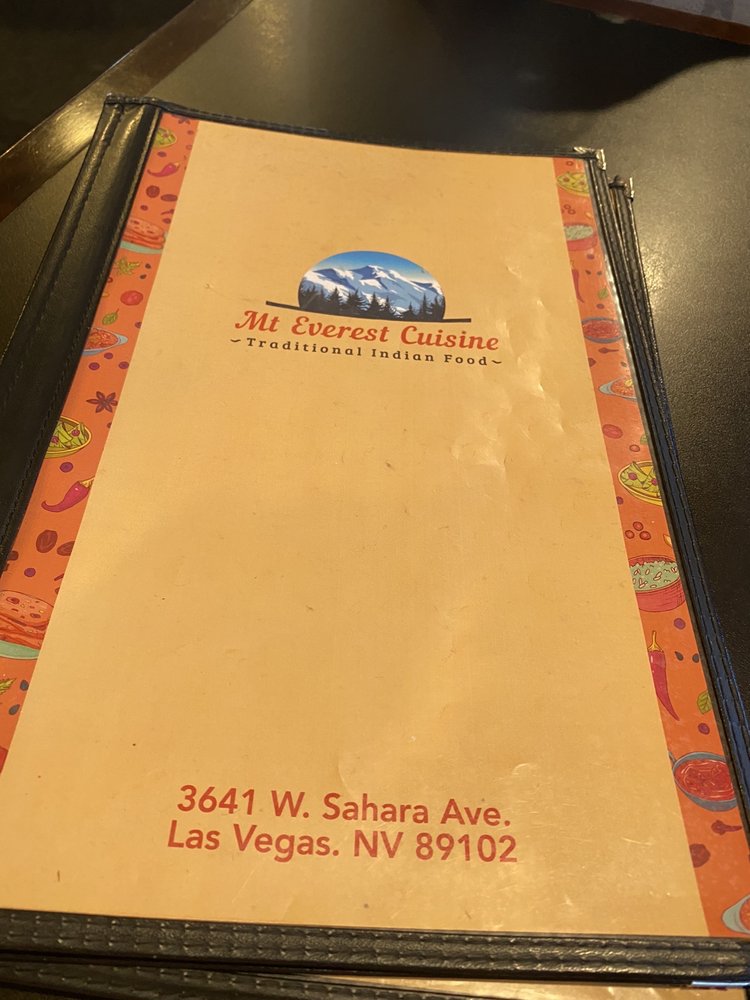 Mt Everest Cuisine
~Traditional Indian Food~
3641 W. Sahara Ave.
Las Vegas. NV 89102